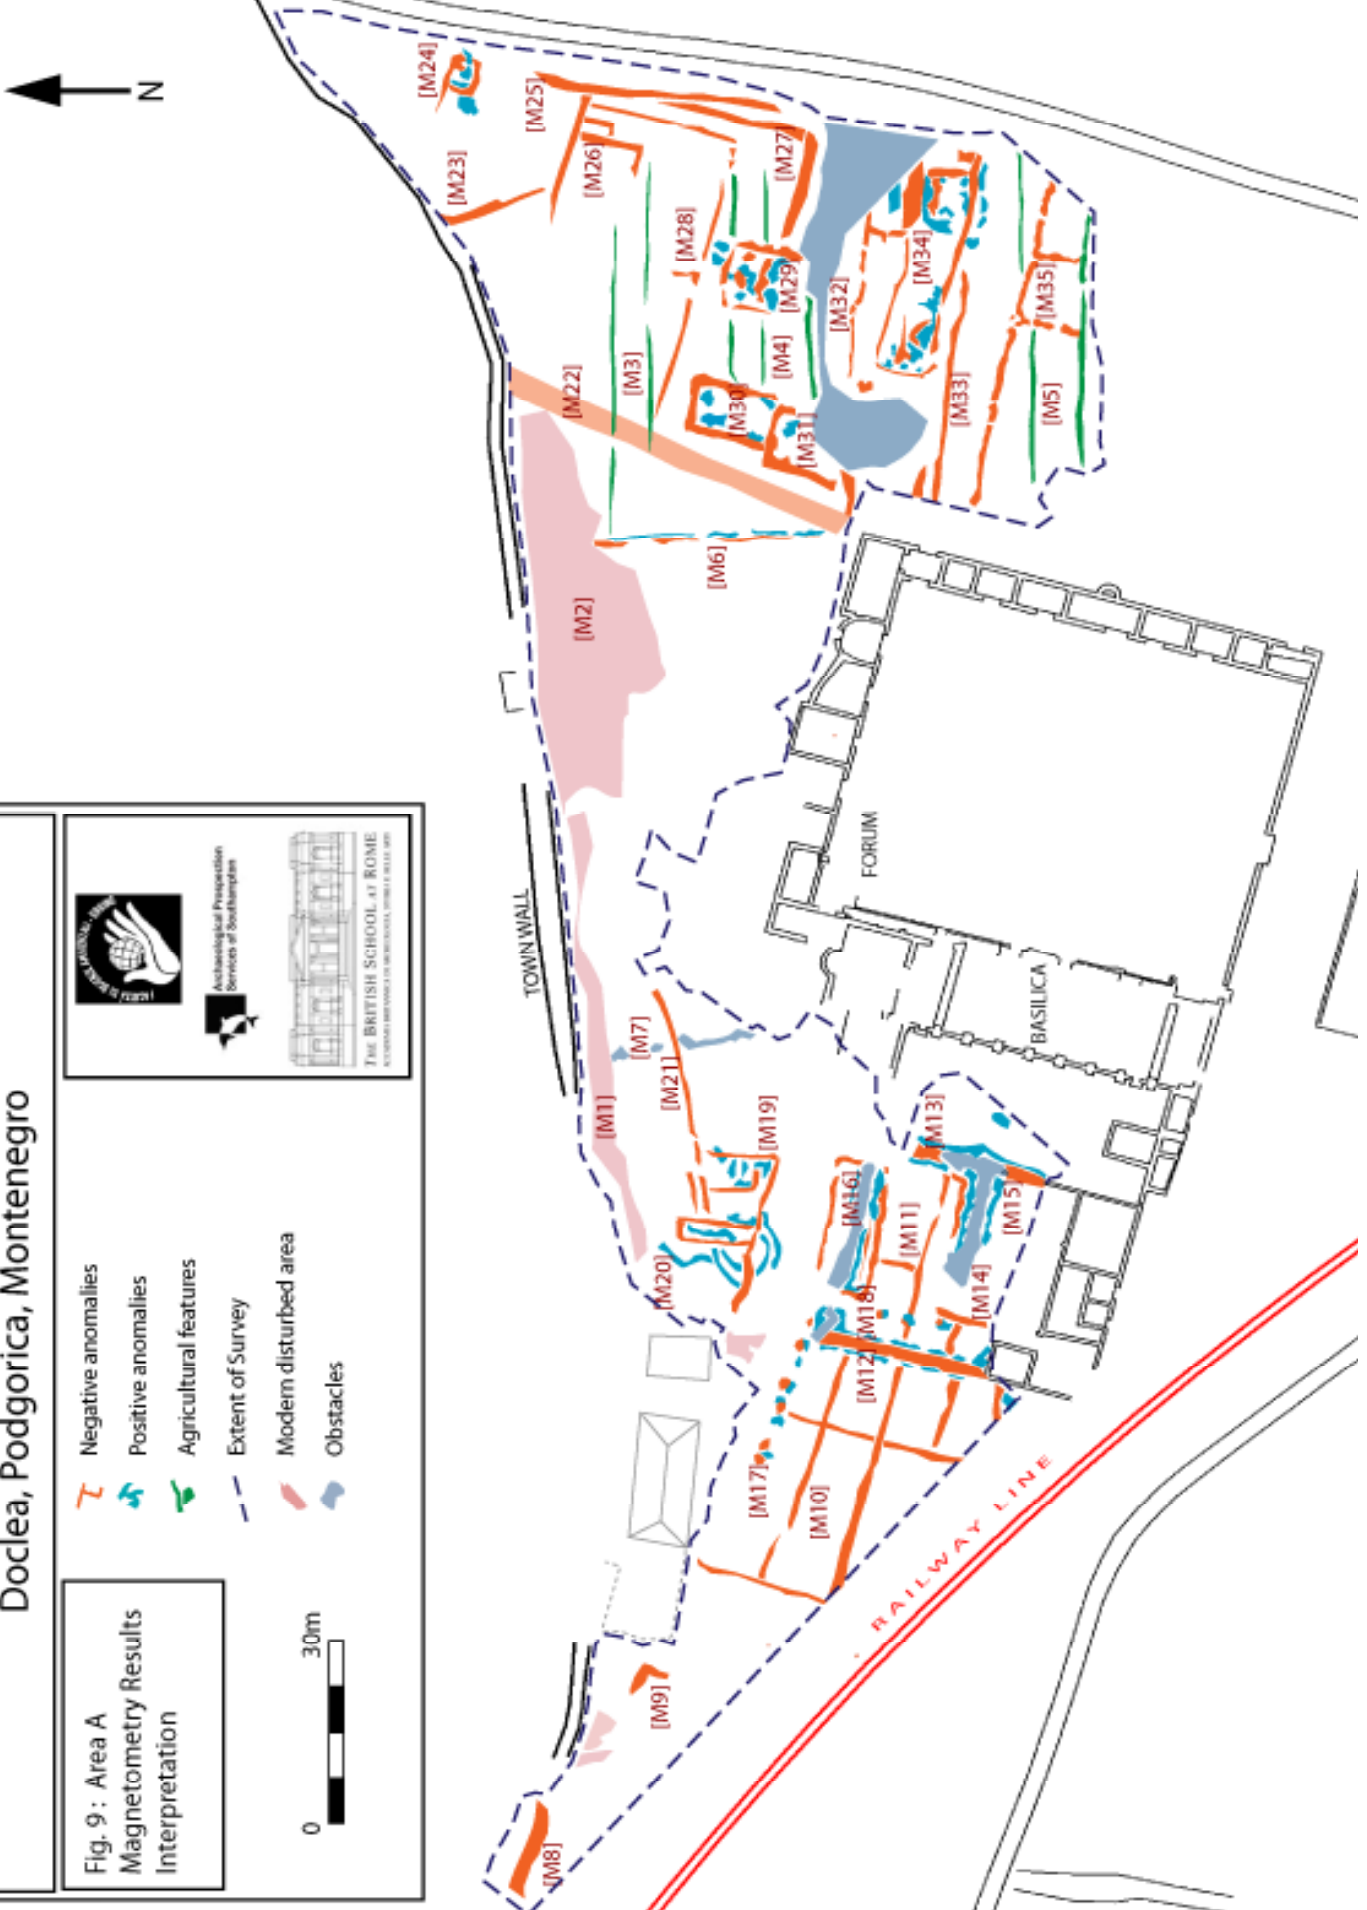 Doclea, Podgorica, Montenegro
Fig. 9 : Area A
Magnetometry Results
Interpretation
0
30m
Negative anomalies
Positive anomalies
Agricultural features
Extent of Survey
Modern disturbed area
Obstacles
Archaeological Prospection
Services of Southampton
THE BRITISH SCHOOL AT ROME
N
TOWN WALL
FORUM
BASILICA
RAILWAY LINE
[M8]
[M9]
[M17]
[M10]
[M12]
[M18]
[M20]
[M14]
[M11]
[M16]
[M15]
[M13]
[M19]
[M1]
[M21]
[M7]
[M2]
[M6]
[M22]
[M3]
[M30]
[M31]
[M4]
[M5]
[M33]
[M32]
[M35]
[M29]
[M28]
[M34]
[M23]
[M26]
[M27]
[M25]
[M24]